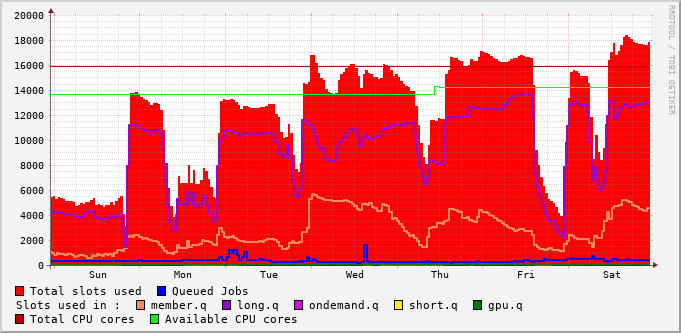 20000
18000
16000
14000
12000
10000
8000
6000
4000
2000
0
Sun Mon Tue Wed Thu Fri Sat
RRDTOOL / TOBI OETIKER
Total slots used Queued Jobs
Slots used in : member.q long.q ondemand.q short.q gpu.q
Total CPU cores Available CPU cores